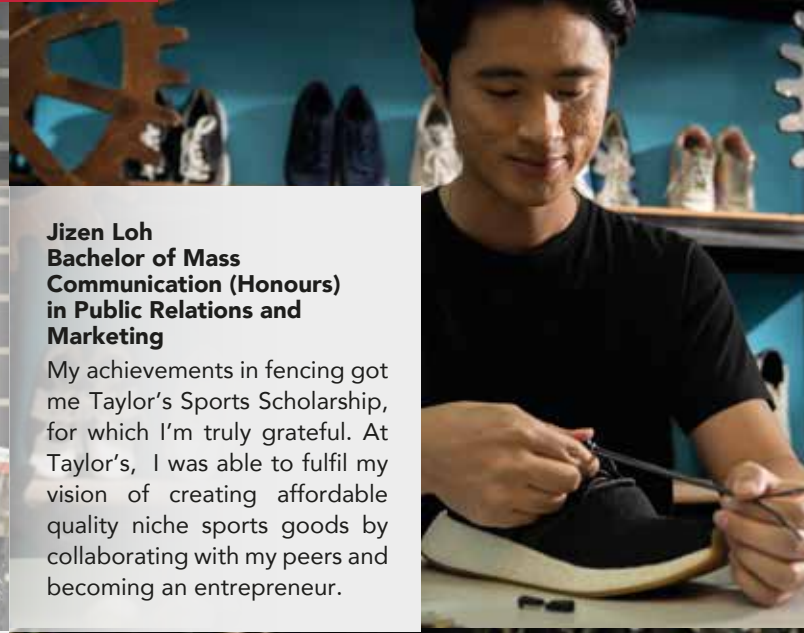 Jizen Loh
Bachelor of Mass
Communication (Honours)
in Public Relations and
Marketing
My achievements in fencing got
me Taylor’s Sports Scholarship,
for which I’m truly grateful. At
Taylor’s, I was able to fulfil my
vision of creating affordable
quality niche sports goods by
collaborating with my peers and
becoming an entrepreneur.